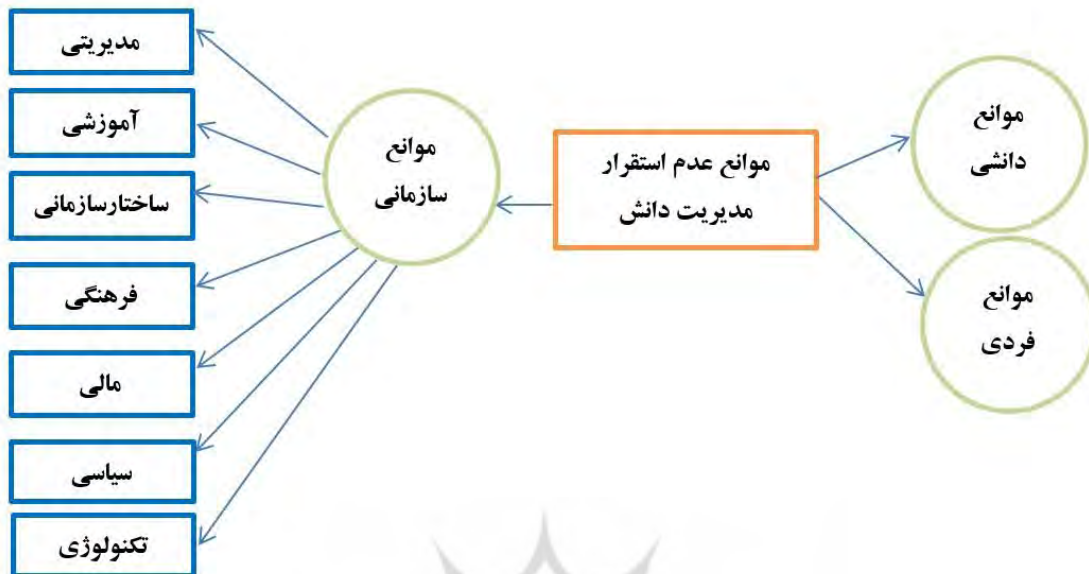 موانع
دانشی
موانع
فردی
موانع عدم استقرار
مدیریت دانش
موانع
سازمانی
مدیریتی
آموزشی
ساختارسازمانی
فرهنگی
مالی
سیاسی
تکنولوژی